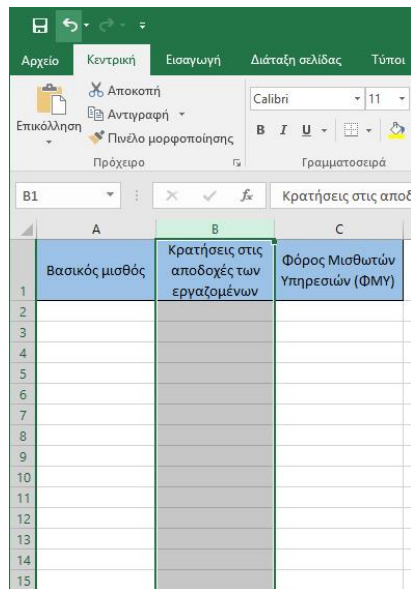 Αρχείο Κεντρική Εισαγωγή Διάταξη σελίδας Τύποι
Επικόλληση
Αποκοπή
Αντιγραφή
Πινέλο μορφοποίησης
Πρόχειρο
Calibri 11
B I U
Γραμματοσειρά
B1 fx Κρατήσεις στις αποδ
A B C
1 Βασικός μισθός
Κρατήσεις στις
αποδοχές των
εργαζομένων
Φόρος Μισθωτών
Υπηρεσιών (ΦΜΥ)
2
3
4
5
6
7
8
9
10
11
12
13
14
15